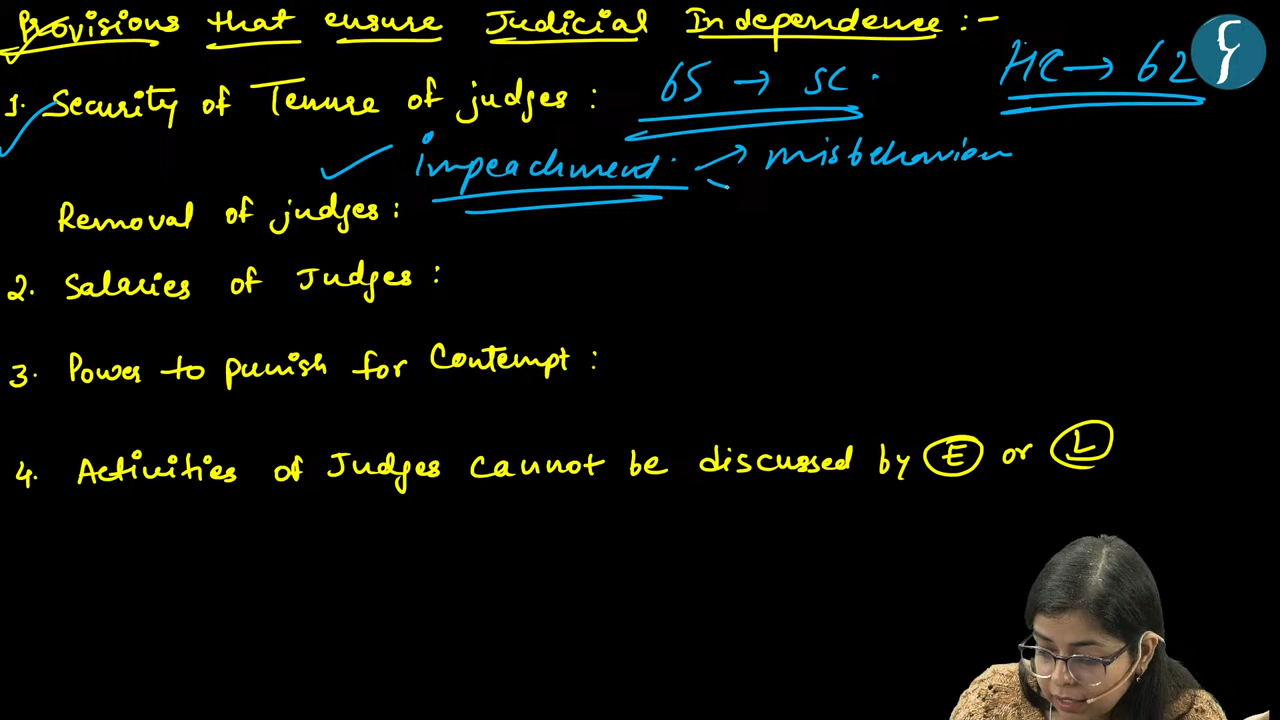 Provisions that ensure Judicial Independence :-
1. Security of Tenure of judges : 65 → SC. HC → 62
impeachment. → misbehaviour
Removal of judges :
2. Salaries of Judges :
3. Power to punish for Contempt :
4. Activities of Judges cannot be discussed by E or L